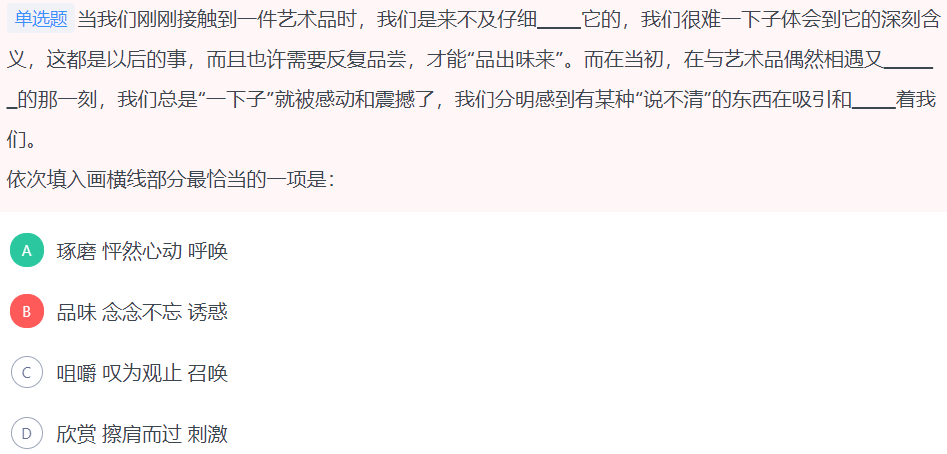 单选题 当我们刚刚接触到一件艺术品时，我们是来不及仔细_____它的，我们很难一下子体会到它的深刻含
义，这都是以后的事，而且也许需要反复品尝，才能“品出味来”。而在当初，在与艺术品偶然相遇又_____
_的那一刻，我们总是“一下子”就被感动和震撼了，我们分明感到有某种“说不清”的东西在吸引和_____着我
们。
依次填入画横线部分最恰当的一项是：
A 琢磨 怦然心动 呼唤
B 品味 念念不忘 诱惑
C 咀嚼 叹为观止 召唤
D 欣赏 擦肩而过 刺激